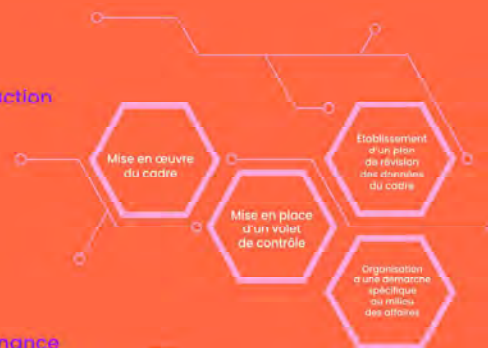 ction
Mise en œuvre
du cadre
Mise en place
d'un volet
de contrôle
Établissement
d'un plan
de révision
des données
du cadre
Organisation
d'une démarche
spécifique
au milieu
des affaires
nance